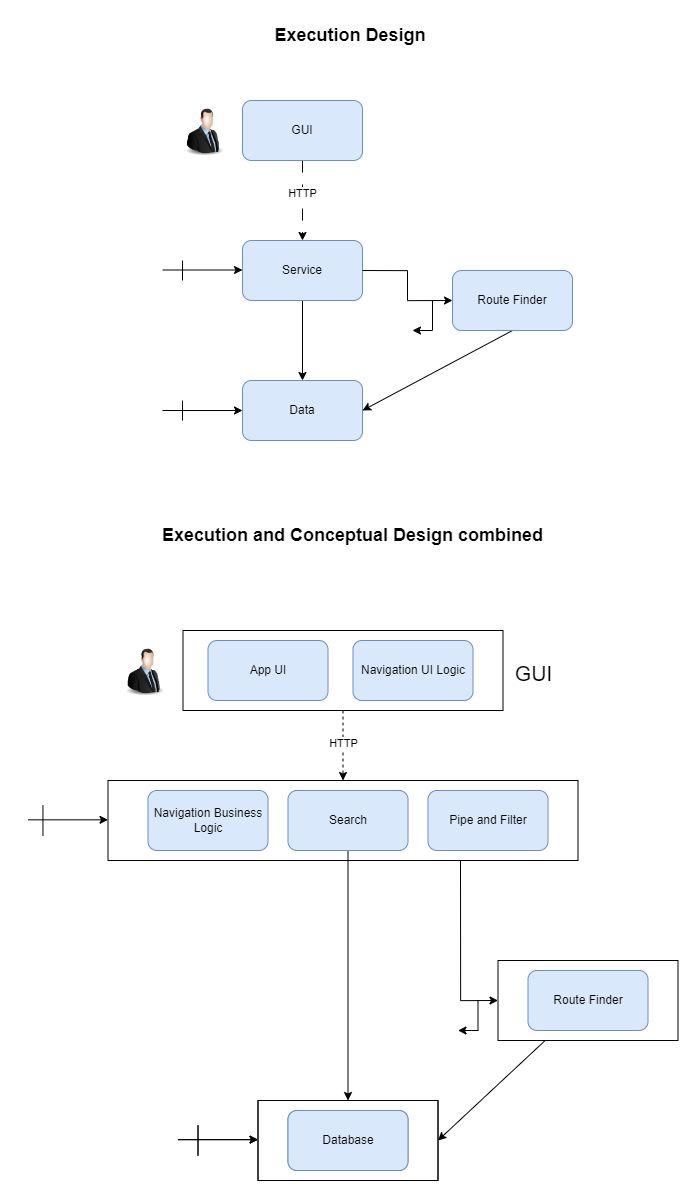 Execution Design
GUI
HTTP
Service
Route Finder
Data
Execution and Conceptual Design combined
App UI
Navigation UI Logic
GUI
HTTP
Navigation Business
Logic
Search
Pipe and Filter
Route Finder
Database